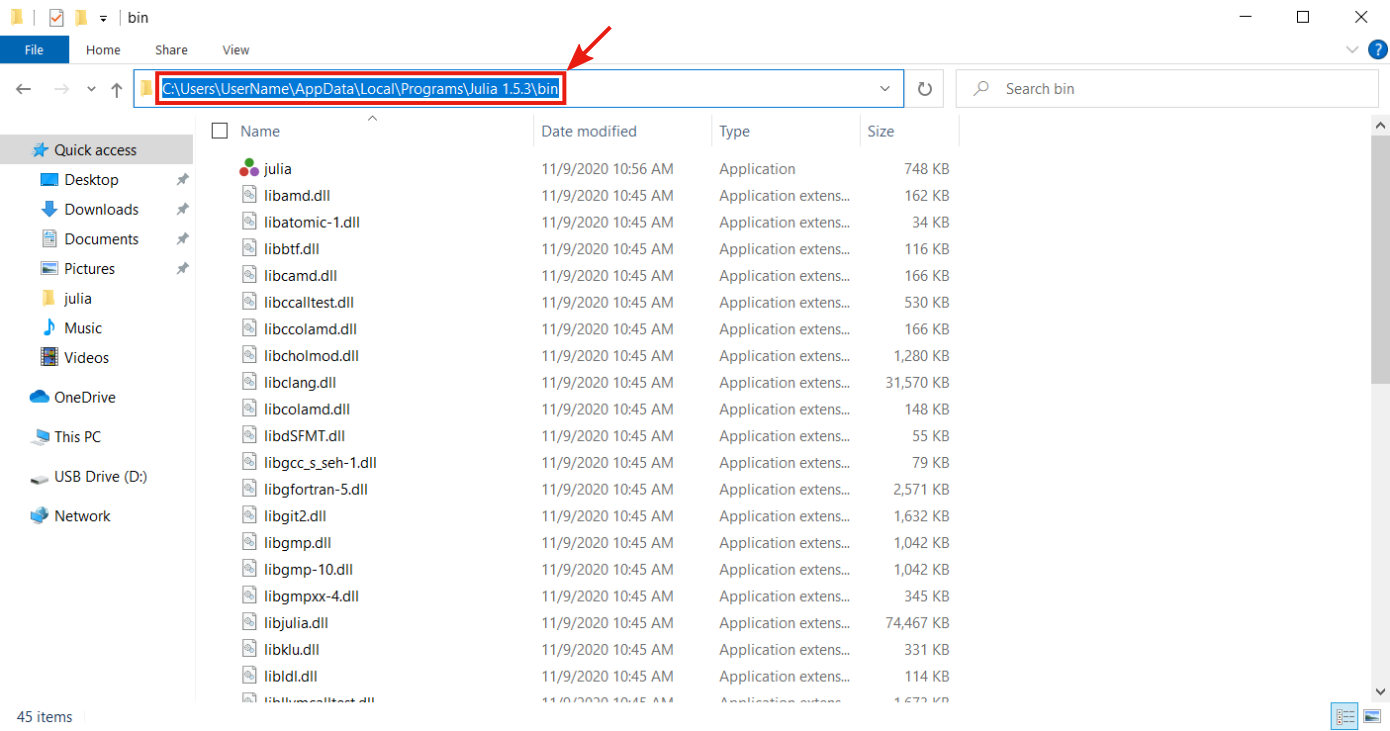 bin
File Home Share View
?
C:\Users\UserName\AppData\Local\Programs\Julia 1.5.3\bin
Search bin
Name Date modified Type Size
Quick access
Desktop
Downloads
Documents
Pictures
julia
Music
Videos
OneDrive
This PC
USB Drive (D:)
Network
julia 11/9/2020 10:56 AM Application 748 KB
libamd.dll 11/9/2020 10:45 AM Application extens... 162 KB
libatomic-1.dll 11/9/2020 10:45 AM Application extens... 34 KB
libbtf.dll 11/9/2020 10:45 AM Application extens... 116 KB
libcamd.dll 11/9/2020 10:45 AM Application extens... 166 KB
libccalltest.dll 11/9/2020 10:45 AM Application extens... 530 KB
libccolamd.dll 11/9/2020 10:45 AM Application extens... 166 KB
libcholmod.dll 11/9/2020 10:45 AM Application extens... 1,280 KB
libclang.dll 11/9/2020 10:45 AM Application extens... 31,570 KB
libcolamd.dll 11/9/2020 10:45 AM Application extens... 148 KB
libdSFMT.dll 11/9/2020 10:45 AM Application extens... 55 KB
libgcc_s_seh-1.dll 11/9/2020 10:45 AM Application extens... 79 KB
libgfortran-5.dll 11/9/2020 10:45 AM Application extens... 2,571 KB
libgit2.dll 11/9/2020 10:45 AM Application extens... 1,632 KB
libgmp.dll 11/9/2020 10:45 AM Application extens... 1,042 KB
libgmp-10.dll 11/9/2020 10:45 AM Application extens... 1,042 KB
libgmpxx-4.dll 11/9/2020 10:45 AM Application extens... 345 KB
libjulia.dll 11/9/2020 10:45 AM Application extens... 74,467 KB
libklu.dll 11/9/2020 10:45 AM Application extens... 331 KB
libldl.dll 11/9/2020 10:45 AM Application extens... 114 KB
45 items